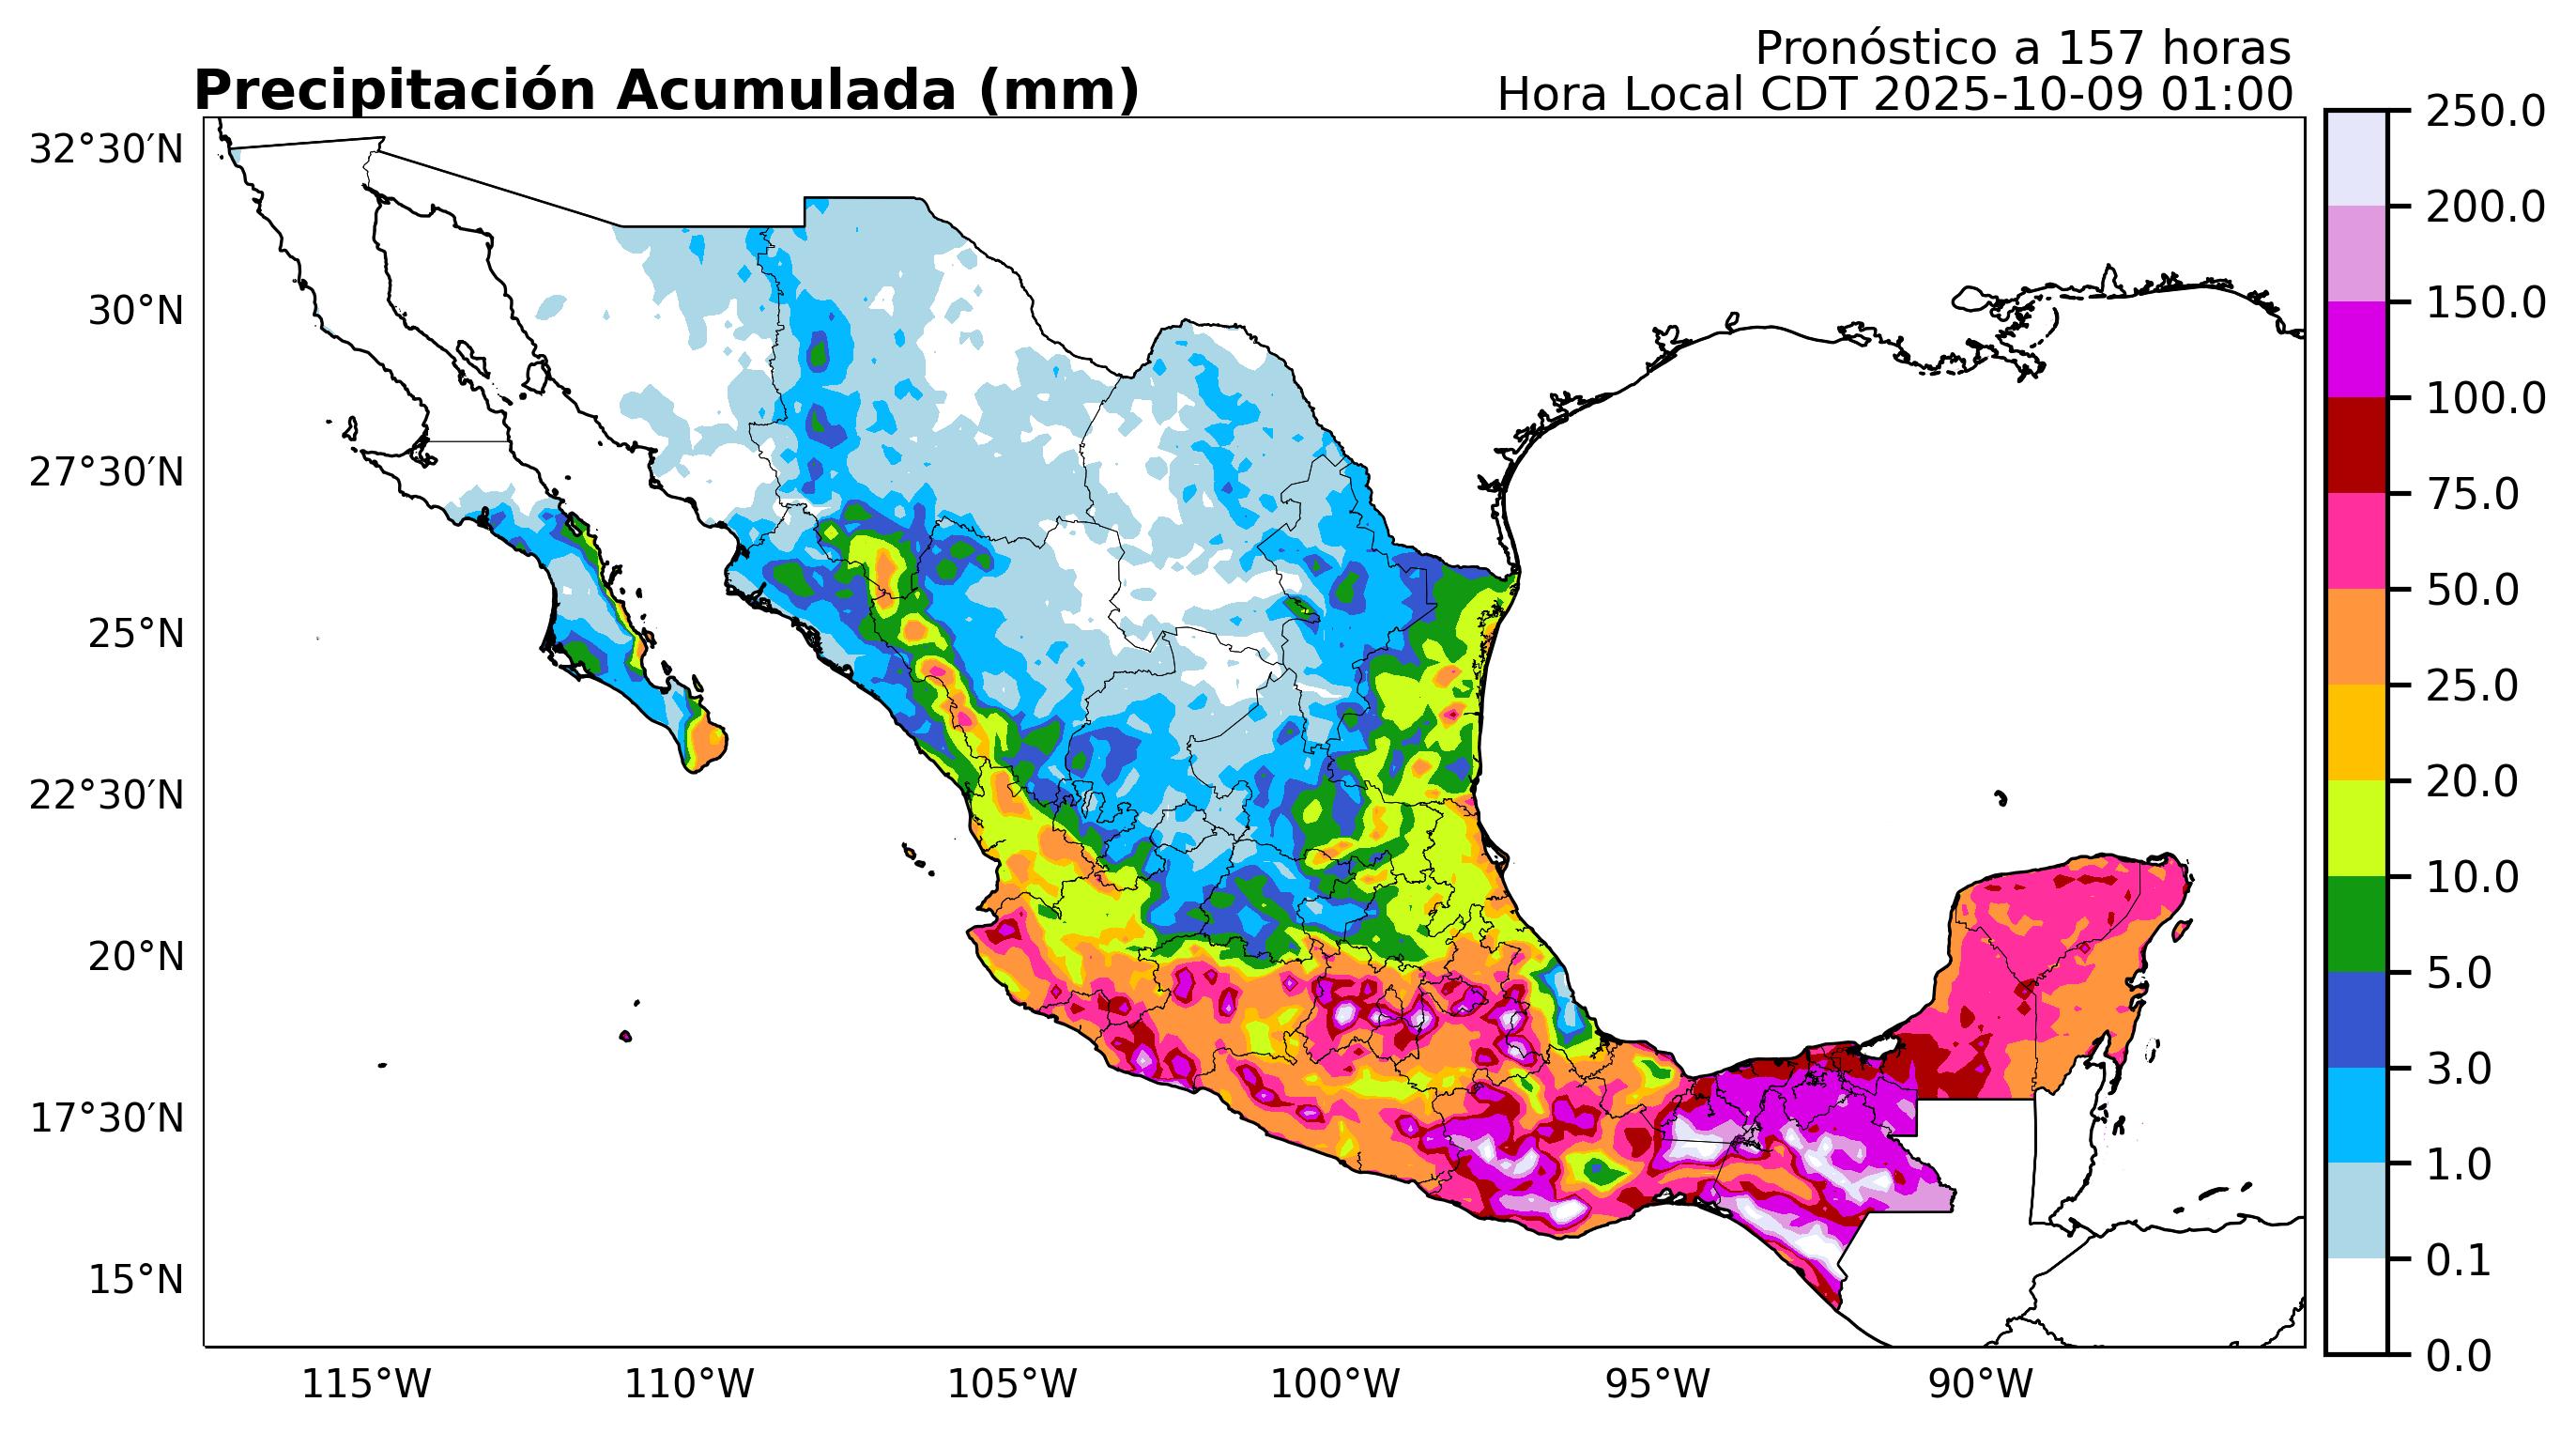 Pronóstico a 157 horas
Precipitación Acumulada (mm)
Hora Local CDT 2025-10-09 01:00
32°30′N
30°N
27°30′N
25°N
22°30′N
20°N
17°30′N
15°N
115°W
110°W
105°W
100°W
95°W
90°W
250.0
200.0
150.0
100.0
75.0
50.0
25.0
20.0
10.0
5.0
3.0
1.0
0.1
0.0